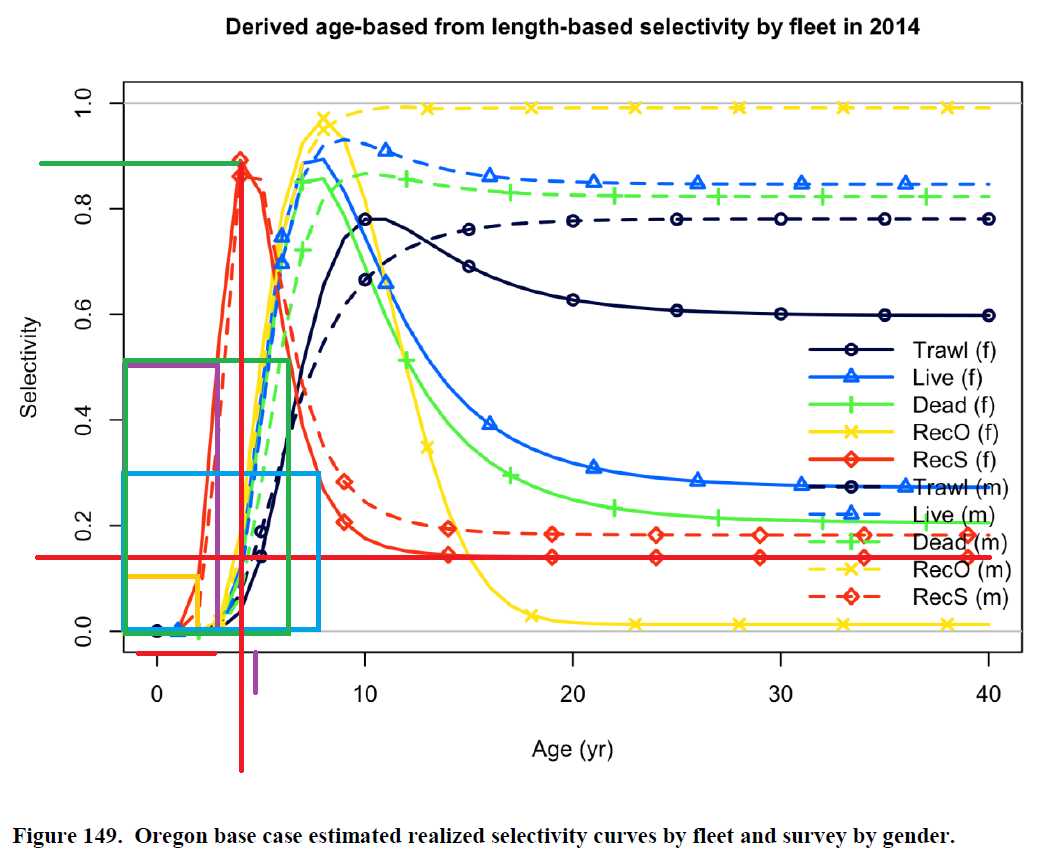 Derived age-based from length-based selectivity by fleet in 2014
1.0
0.8
0.6
0.4
0.2
0.0
Selectivity
Trawl (f)
Live (f)
Dead (f)
RecO (f)
RecS (f)
Trawl (m)
Live (m)
Dead (m)
RecO (m)
RecS (m)
0 10 20 30 40
Age (yr)
Figure 149. Oregon base case estimated realized selectivity curves by fleet and survey by gender.